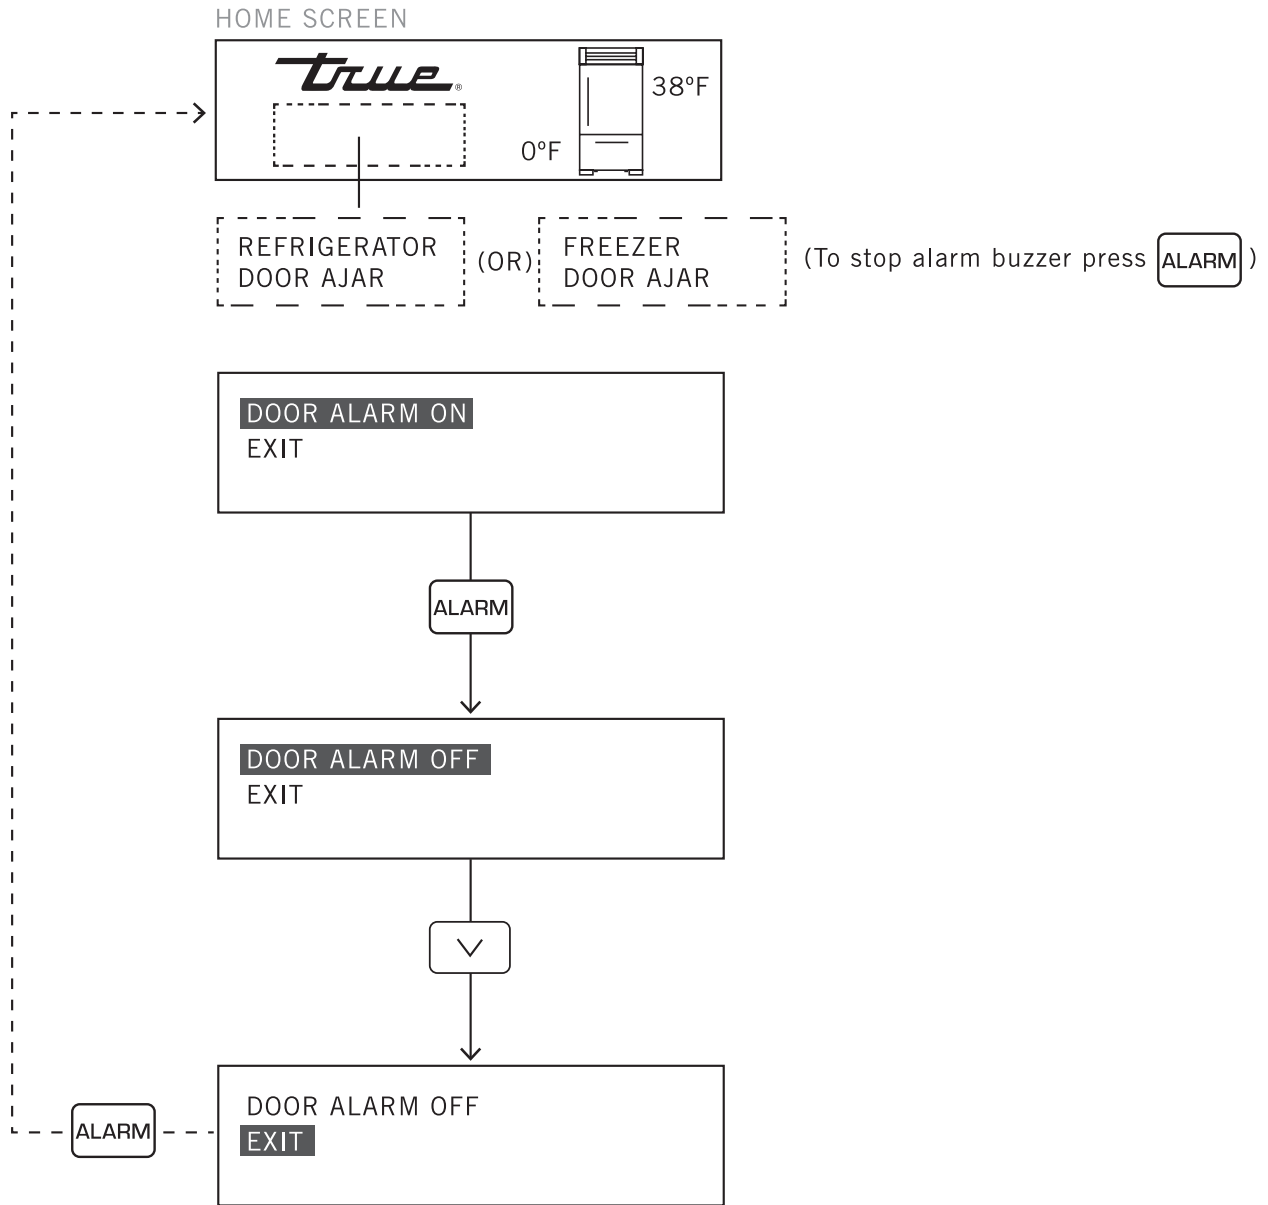 HOME SCREEN
true®
38°F
0°F
REFRIGERATOR
DOOR AJAR
(OR)
FREEZER
DOOR AJAR
(To stop alarm buzzer press ALARM )
DOOR ALARM ON
EXIT
ALARM
DOOR ALARM OFF
EXIT
DOOR ALARM OFF
EXIT
ALARM